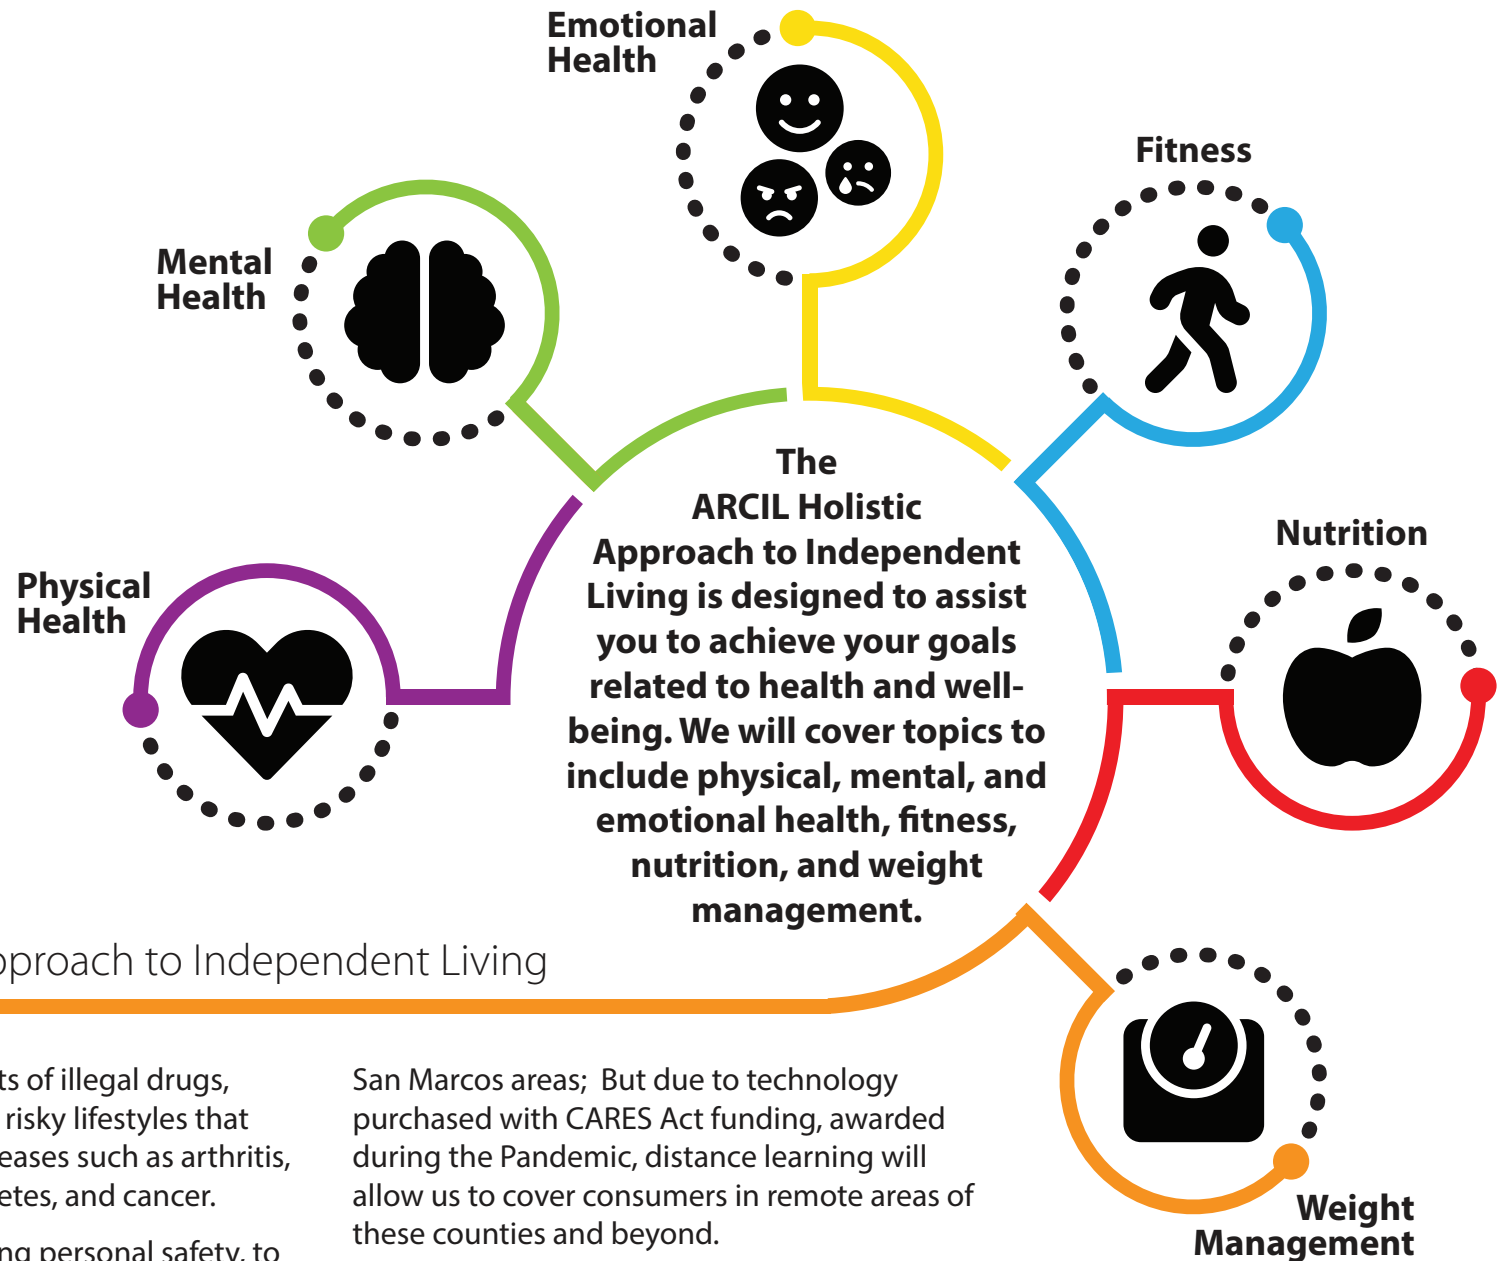 Emotional
Health
Fitness
Mental
Health
Nutrition
Physical
Health
The
ARCIL Holistic
Approach to Independent
Living is designed to assist
you to achieve your goals
related to health and well-
being. We will cover topics to
include physical, mental, and
emotional health, fitness,
nutrition, and weight
management.
pproach to Independent Living
ts of illegal drugs,
risky lifestyles that
eases such as arthritis,
etes, and cancer.
ng personal safety, to
San Marcos areas; But due to technology
purchased with CARES Act funding, awarded
during the Pandemic, distance learning will
allow us to cover consumers in remote areas of
these counties and beyond.
Weight
Management